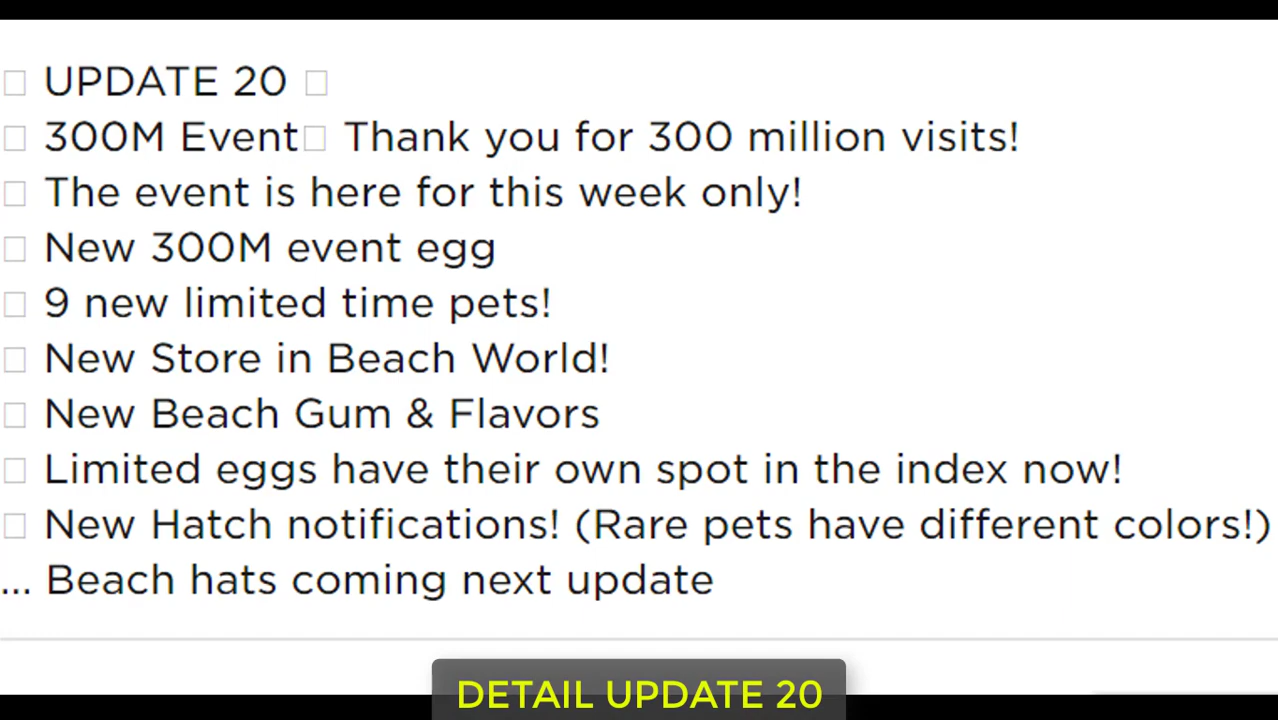 □ UPDATE 20 □
□ 300M Event□ Thank you for 300 million visits!
□ The event is here for this week only!
□ New 300M event egg
□ 9 new limited time pets!
□ New Store in Beach World!
□ New Beach Gum & Flavors
□ Limited eggs have their own spot in the index now!
□ New Hatch notifications! (Rare pets have different colors!)
... Beach hats coming next update
DETAIL UPDATE 20